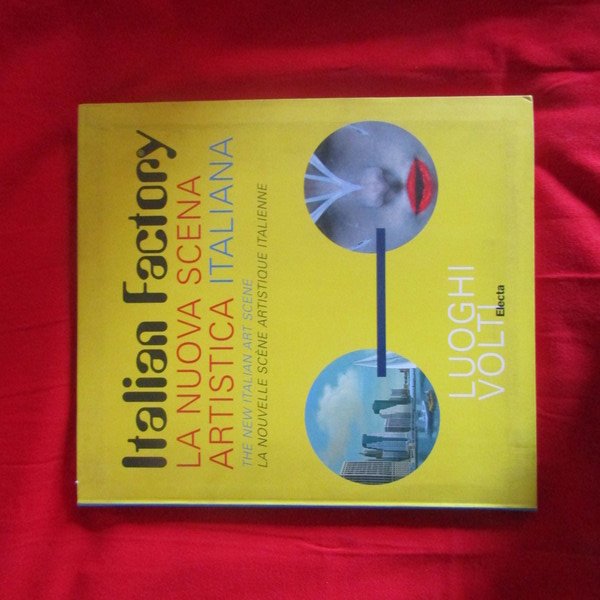 Italian Factory
LA NUOVA SCENA
ARTISTICA ITALIANA
THE NEW ITALIAN ART SCENE
LA NOUVELLE SCÈNE ARTISTIQUE ITALIENNE
LUOGHI
VOLTI
Electa